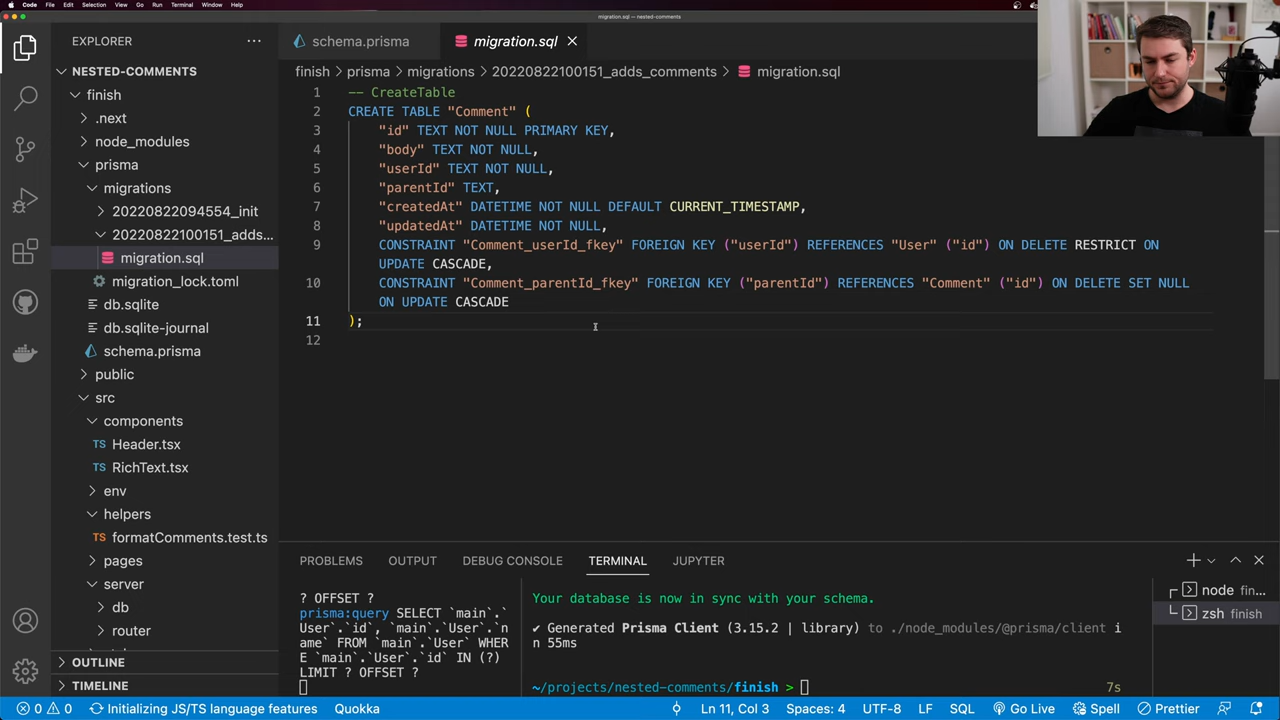 Code File Edit Selection View Go Run Terminal Window Help
migration.sql — nested-comments
EXPLORER
schema.prisma migration.sql
NESTED-COMMENTS
finish
.next
node_modules
prisma
migrations
20220822094554_init
20220822100151_adds...
migration.sql
migration_lock.toml
db.sqlite
db.sqlite-journal
schema.prisma
public
src
components
TS Header.tsx
TS RichText.tsx
env
helpers
TS formatComments.test.ts
pages
server
db
router
OUTLINE
TIMELINE
finish > prisma > migrations > 20220822100151_adds_comments > migration.sql
1 -- CreateTable
2 CREATE TABLE "Comment" (
3 "id" TEXT NOT NULL PRIMARY KEY,
4 "body" TEXT NOT NULL,
5 "userId" TEXT NOT NULL,
6 "parentId" TEXT,
7 "createdAt" DATETIME NOT NULL DEFAULT CURRENT_TIMESTAMP,
8 "updatedAt" DATETIME NOT NULL,
9 CONSTRAINT "Comment_userId_fkey" FOREIGN KEY ("userId") REFERENCES "User" ("id") ON DELETE RESTRICT ON
UPDATE CASCADE,
10 CONSTRAINT "Comment_parentId_fkey" FOREIGN KEY ("parentId") REFERENCES "Comment" ("id") ON DELETE SET NULL
ON UPDATE CASCADE
11 );
12
PROBLEMS OUTPUT DEBUG CONSOLE TERMINAL JUPYTER
? OFFSET ?
prisma:query SELECT `main`.`
User`.`id`, `main`.`User`.`n
ame` FROM `main`.`User` WHER
E `main`.`User`.`id` IN (?)
LIMIT ? OFFSET ?
Your database is now in sync with your schema.
✔ Generated Prisma Client (3.15.2 | library) to ./node_modules/@prisma/client i
n 55ms
~/projects/nested-comments/finish > 7s
node fin...
zsh finish
0 0 Initializing JS/TS language features Quokka Ln 11, Col 3 Spaces: 4 UTF-8 LF SQL Go Live Spell Prettier